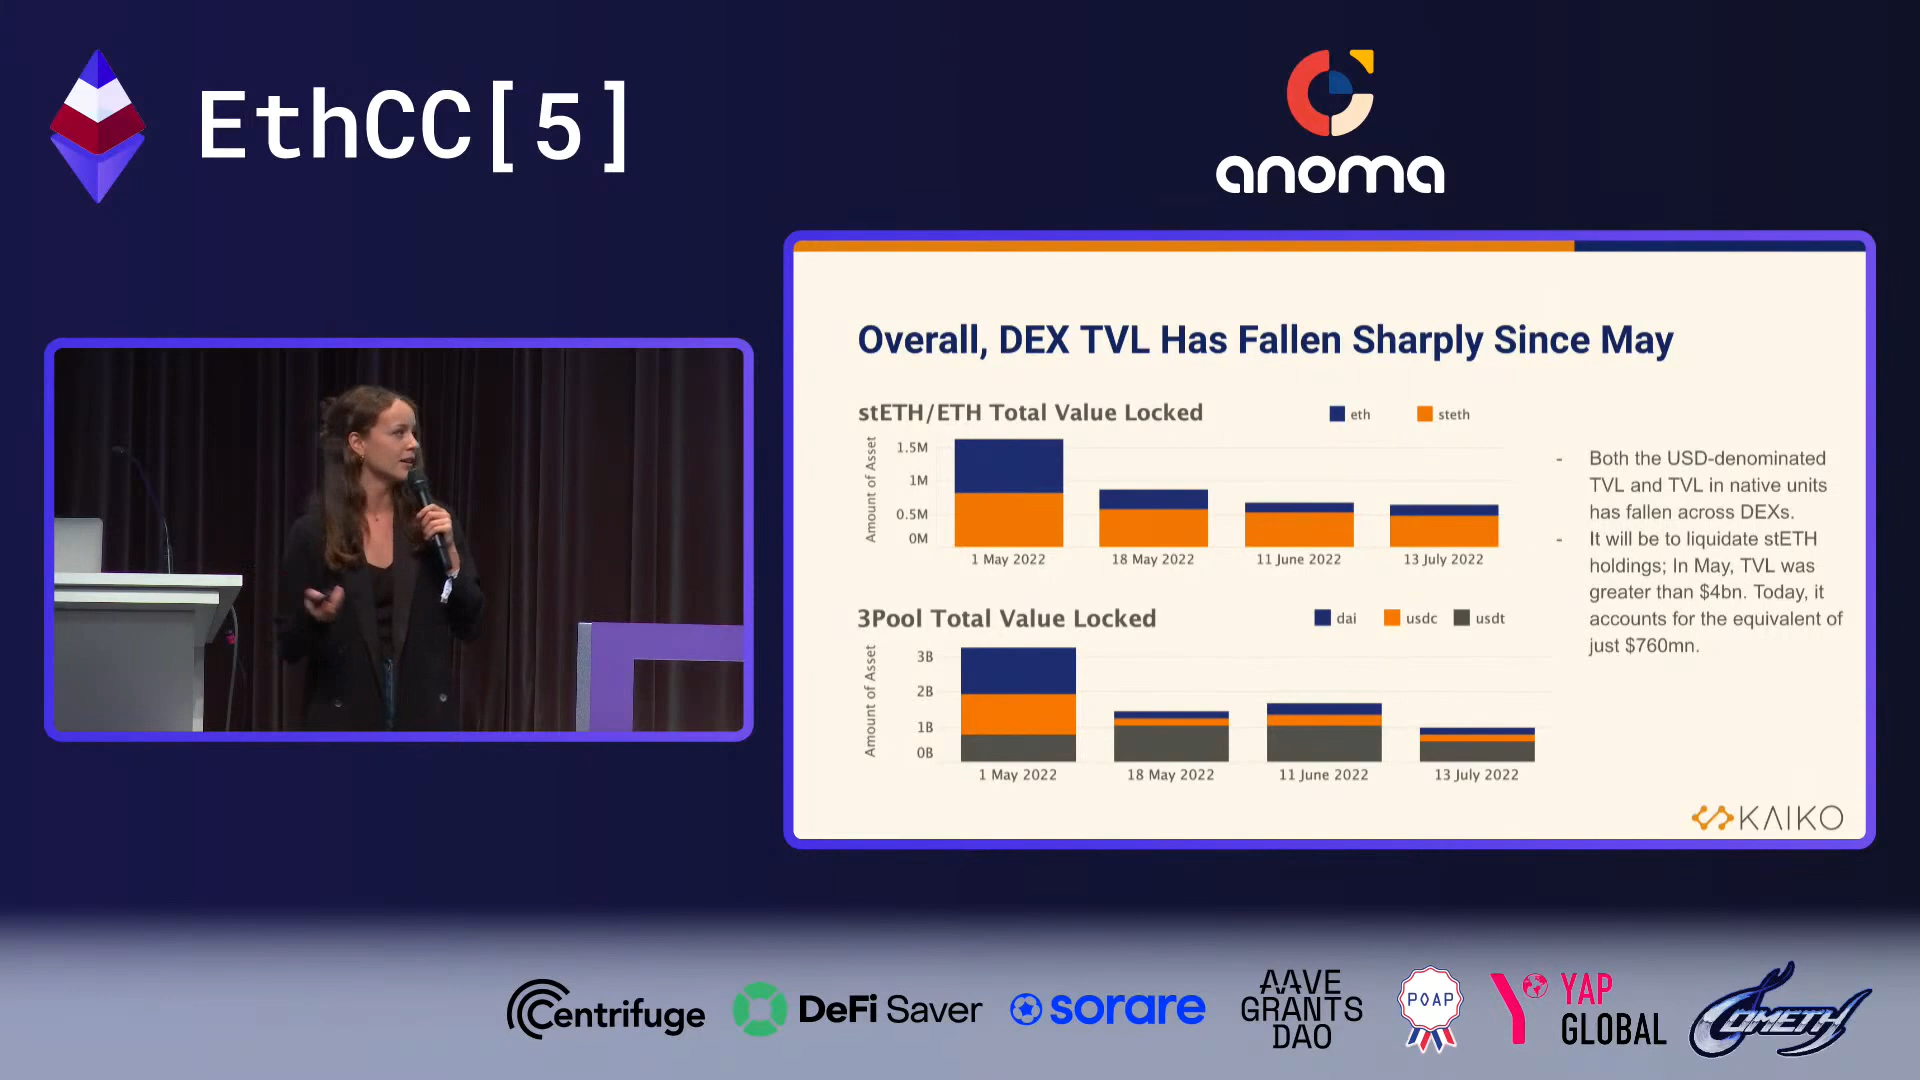 EthCC[5]
anoma
Overall, DEX TVL Has Fallen Sharply Since May
stETH/ETH Total Value Locked
eth
steth
Amount of Asset
1.5M
1M
0.5M
0M
1 May 2022
18 May 2022
11 June 2022
13 July 2022
3Pool Total Value Locked
dai
usdc
usdt
Amount of Asset
3B
2B
1B
0B
1 May 2022
18 May 2022
11 June 2022
13 July 2022
- Both the USD-denominated
TVL and TVL in native units
has fallen across DEXs.
- It will be to liquidate stETH
holdings; In May, TVL was
greater than $4bn. Today, it
accounts for the equivalent of
just $760mn.
KAIKO
Centrifuge
DeFi Saver
sorare
AAVE
GRANTS
DAO
POAP
YAP
GLOBAL
COMETH